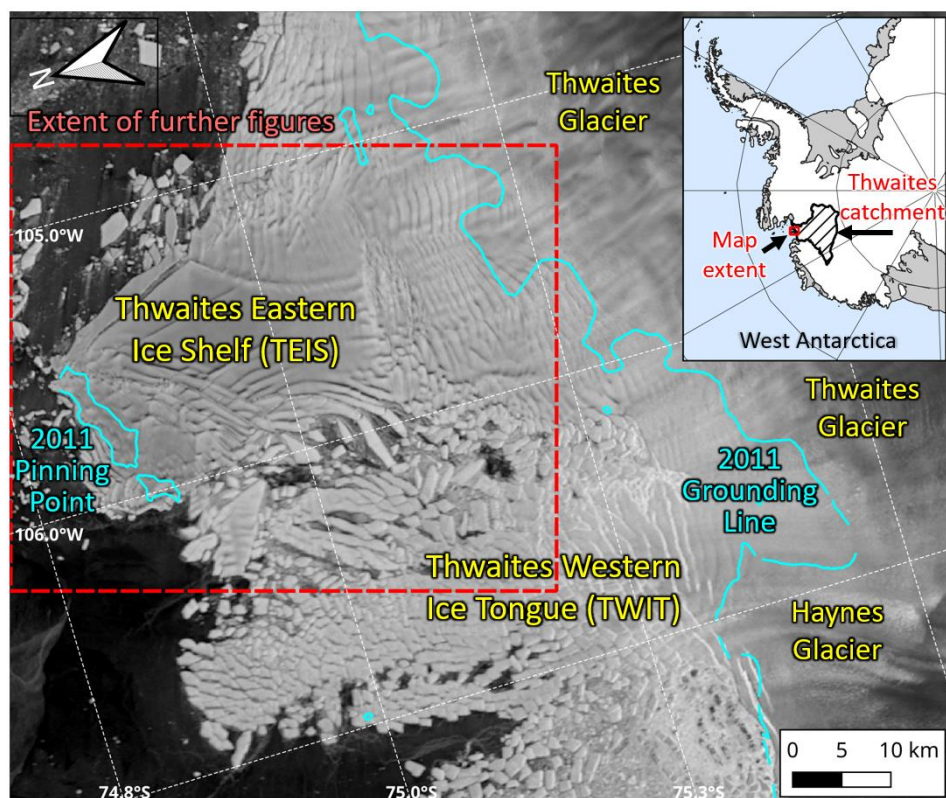 N
Extent of further figures
Thwaites
Glacier
Thwaites
catchment
Map
extent
West Antarctica
105.0°W
Thwaites Eastern
Ice Shelf (TEIS)
Thwaites
Glacier
2011
Pinning
Point
2011
Grounding
Line
106.0°W
Thwaites Western
Ice Tongue (TWIT)
Haynes
Glacier
0 5 10 km
74.8°S
75.0°S
75.3°S